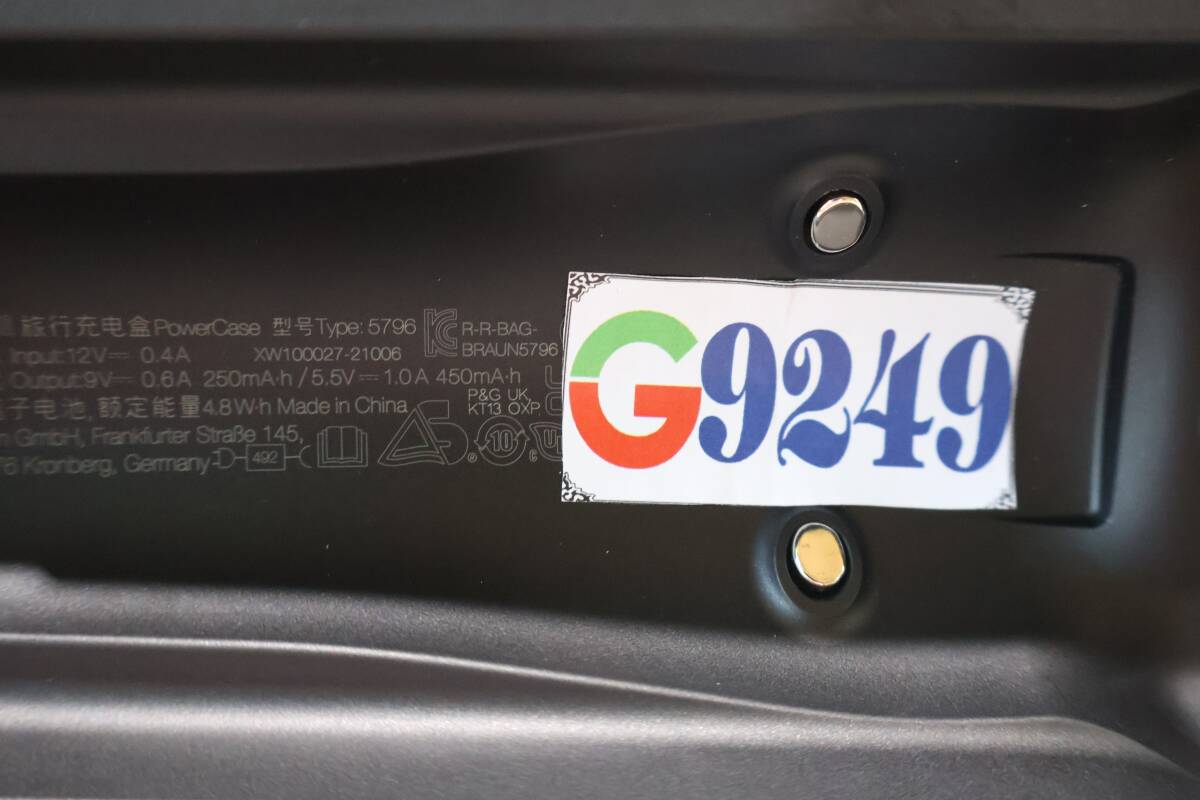 旅行充电盒PowerCase 型号Type: 5796
Input:12V⎓ 0.4A XW100027-21006
R-R-BAG-
BRAUN5796
Output:9V⎓ 0.6A 250mA·h / 5.5V⎓1.0A 450mA·h
子电池, 额定能量4.8W·h Made in China
P&G UK,
KT13 OXP
GmbH, Frankfurter Straße 145,
Kronberg, Germany
492
10
G9249